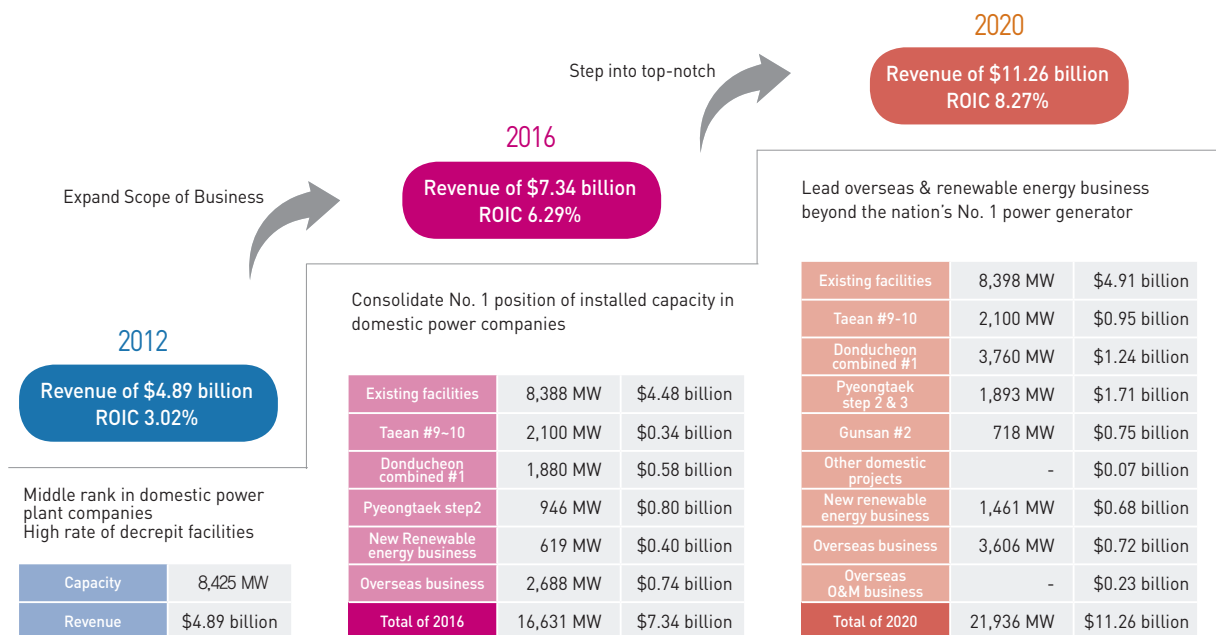 2012
Revenue of $4.89 billion
ROIC 3.02%
Middle rank in domestic power
plant companies
High rate of decrepit facilities
Capacity 8,425 MW
Revenue $4.89 billion
Expand Scope of Business
2016
Revenue of $7.34 billion
ROIC 6.29%
Consolidate No. 1 position of installed capacity in
domestic power companies
Existing facilities 8,388 MW $4.48 billion
Taean #9~10 2,100 MW $0.34 billion
Donducheon
combined #1 1,880 MW $0.58 billion
Pyeongtaek step2 946 MW $0.80 billion
New Renewable
energy business 619 MW $0.40 billion
Overseas business 2,688 MW $0.74 billion
Total of 2016 16,631 MW $7.34 billion
Step into top-notch
2020
Revenue of $11.26 billion
ROIC 8.27%
Lead overseas & renewable energy business
beyond the nation's No. 1 power generator
Existing facilities 8,398 MW $4.91 billion
Taean #9-10 2,100 MW $0.95 billion
Donducheon
combined #1 3,760 MW $1.24 billion
Pyeongtaek
step 2 & 3 1,893 MW $1.71 billion
Gunsan #2 718 MW $0.75 billion
Other domestic
projects - $0.07 billion
New renewable
energy business 1,461 MW $0.68 billion
Overseas business 3,606 MW $0.72 billion
Overseas
O&M business - $0.23 billion
Total of 2020 21,936 MW $11.26 billion